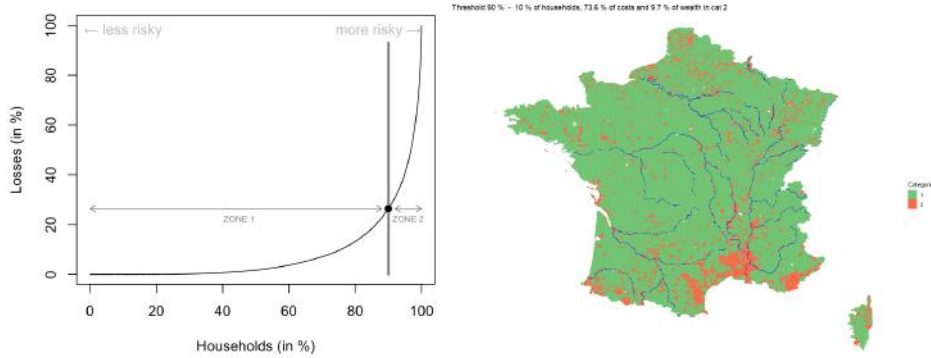 Threshold 90 % - 10 % of households, 73.6 % of costs and 9.7 % of wealth in cat 2
← less risky more risky →
100
80
60
40
20
0
Losses (in %)
ZONE 1 ZONE 2
0 20 40 60 80 100
Households (in %)
1
2